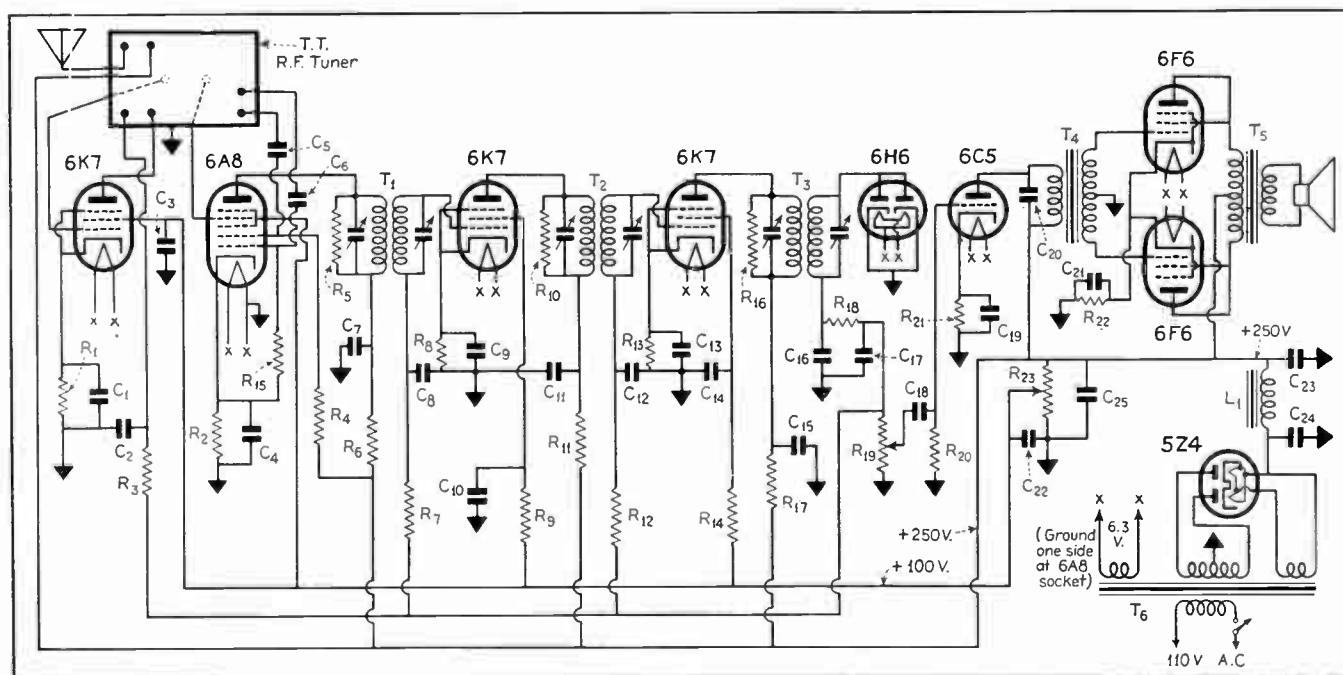 T.T.
R.F. Tuner
6K7
6A8
C5
C6
C3
T1
6K7
T2
6K7
T3
6H6
6C5
T4
6F6
T5
6F6
x x
x x
x x
x x
x x
x x
x x
x x
R5
R10
R16
C20
C21
R22
R1
C1
C2
R3
R2
C4
R15
C7
R4
R6
R8
C9
C8
C11
R11
R13
C13
C12
C14
R18
C16
C17
C18
R21
C19
R23
C25
+250V
C23
L1
C24
C10
R7
R9
R12
R14
C15
R17
R19
R20
C22
5Z4
+250V.
+100V.
X X
6.3
V.
(Ground
one side
at 6A8
socket)
T6
110V A.C